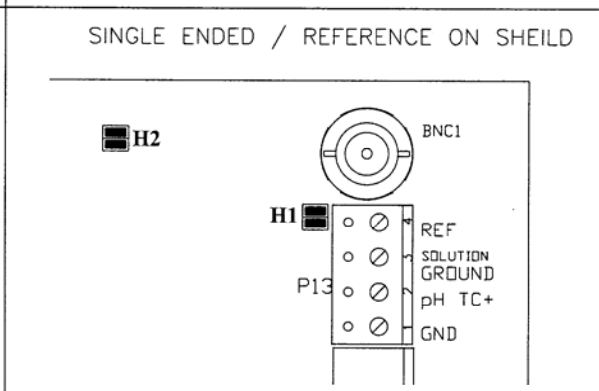 SINGLE ENDED / REFERENCE ON SHEILD
H2
BNC1
H1
4 REF
3 SOLUTION
GROUND
P13
2 pH TC+
1 GND